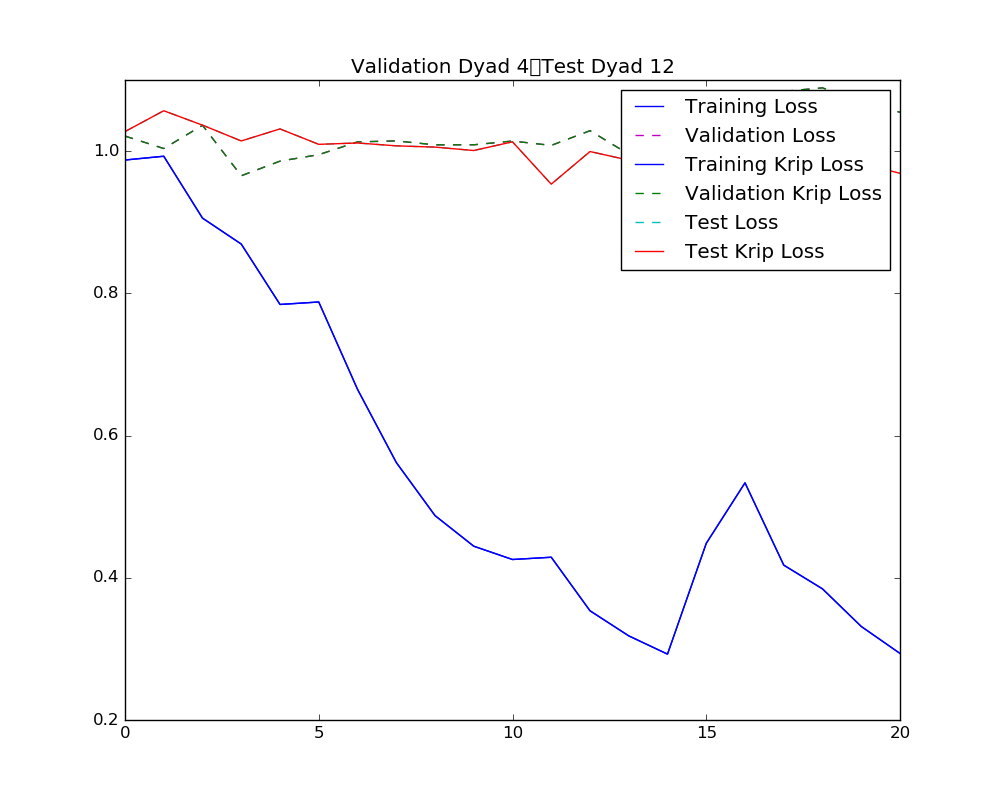 Validation Dyad 4□Test Dyad 12
Training Loss
Validation Loss
Training Krip Loss
Validation Krip Loss
Test Loss
Test Krip Loss
1.0
0.8
0.6
0.4
0.2
0 5 10 15 20